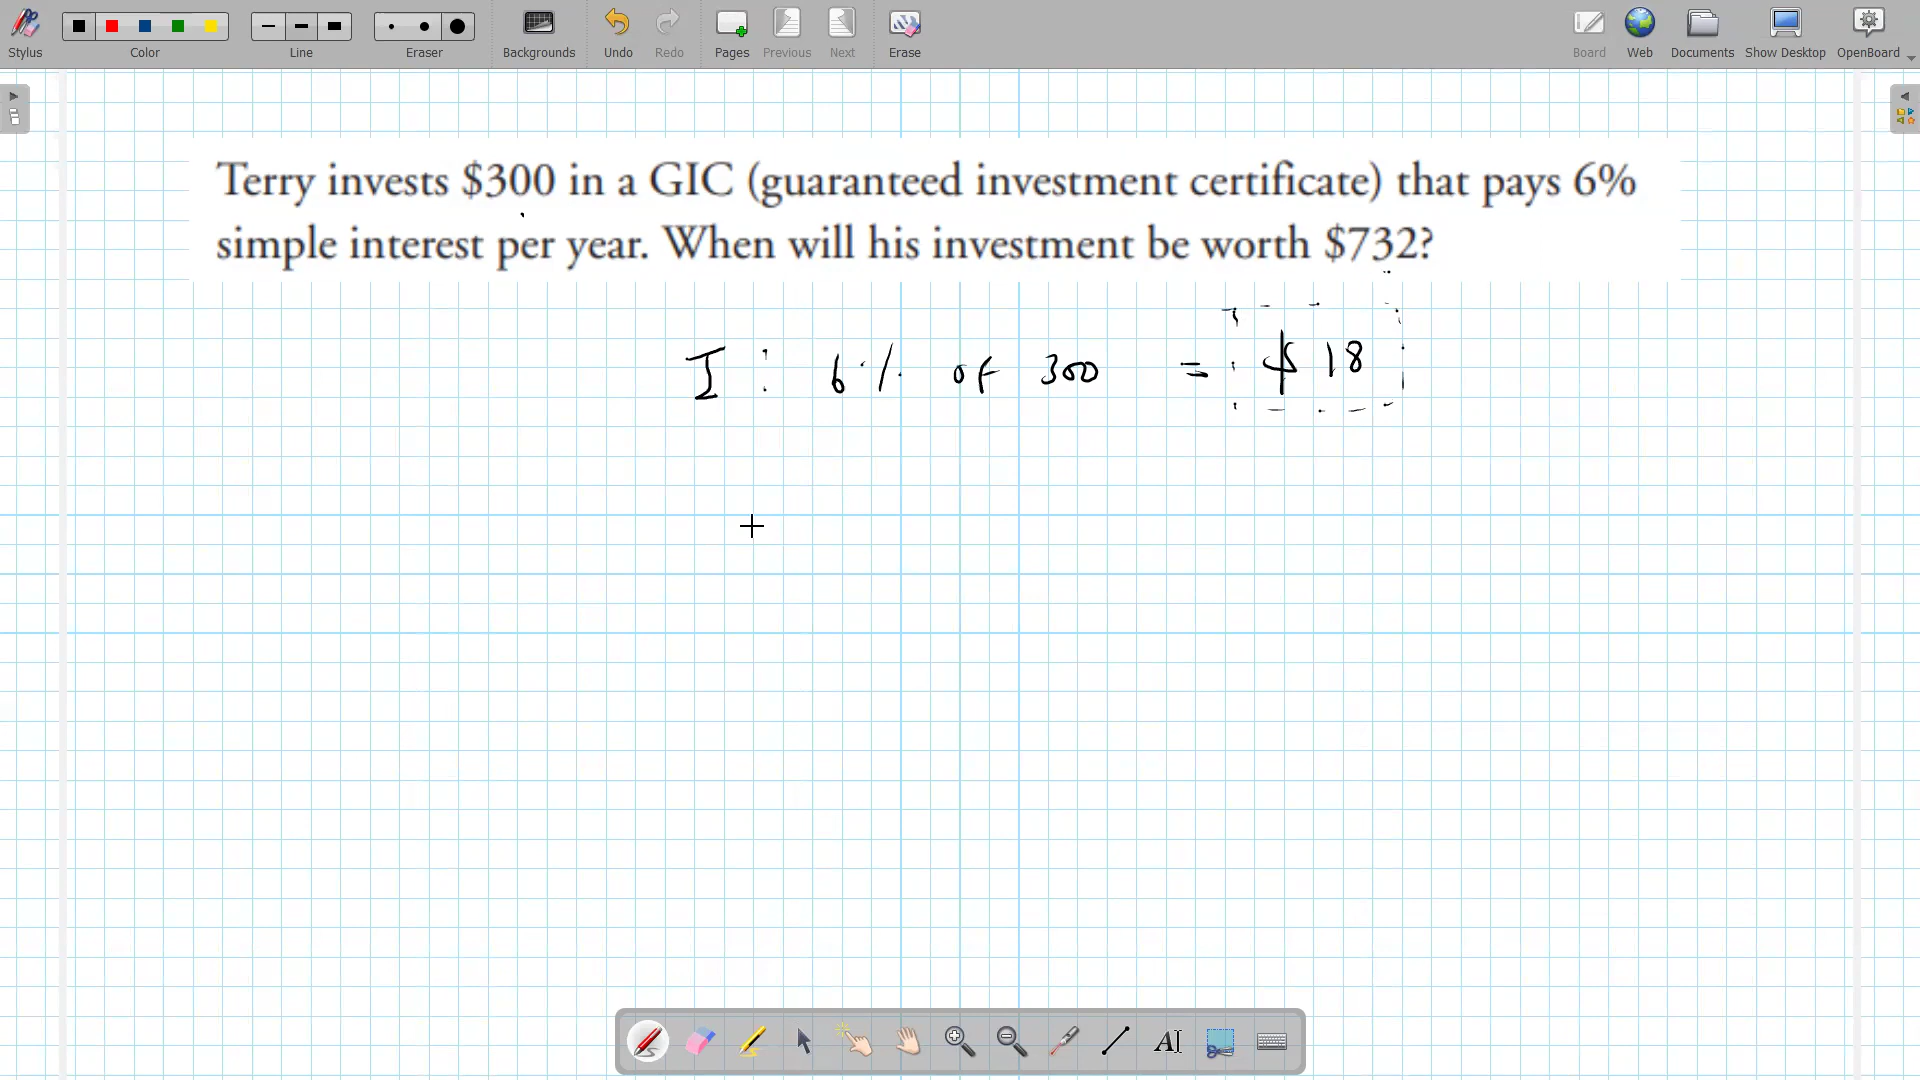 Stylus Color Line Eraser Backgrounds Undo Redo Pages Previous Next Erase Board Web Documents Show Desktop OpenBoard
Terry invests $300 in a GIC (guaranteed investment certificate) that pays 6%
simple interest per year. When will his investment be worth $732?
I : 6% of 300 = $18